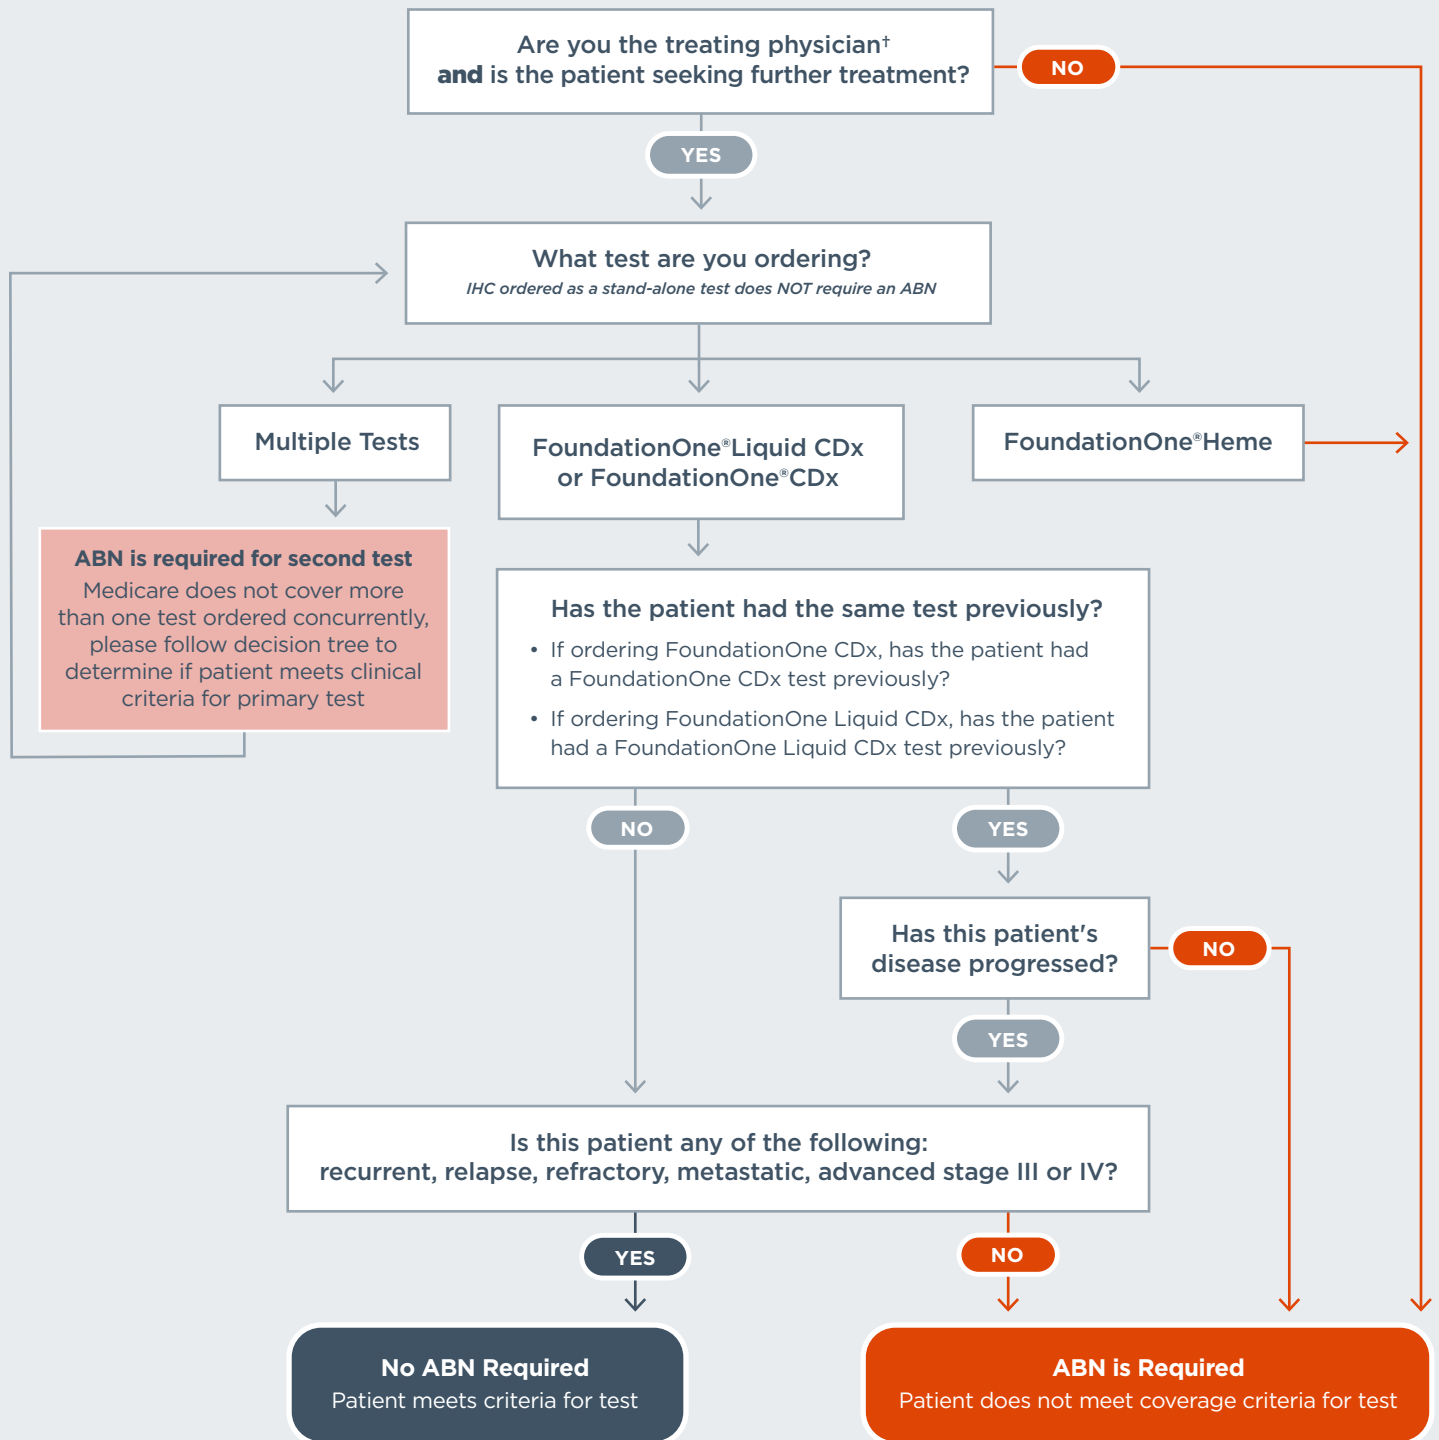 Are you the treating physician†
and is the patient seeking further treatment?
NO
YES
What test are you ordering?
IHC ordered as a stand-alone test does NOT require an ABN
Multiple Tests
FoundationOne®Liquid CDx
or FoundationOne®CDx
FoundationOne®Heme
ABN is required for second test
Medicare does not cover more
than one test ordered concurrently,
please follow decision tree to
determine if patient meets clinical
criteria for primary test
Has the patient had the same test previously?
• If ordering FoundationOne CDx, has the patient had
a FoundationOne CDx test previously?
• If ordering FoundationOne Liquid CDx, has the patient
had a FoundationOne Liquid CDx test previously?
NO
YES
Has this patient's
disease progressed?
NO
YES
Is this patient any of the following:
recurrent, relapse, refractory, metastatic, advanced stage III or IV?
YES
NO
No ABN Required
Patient meets criteria for test
ABN is Required
Patient does not meet coverage criteria for test